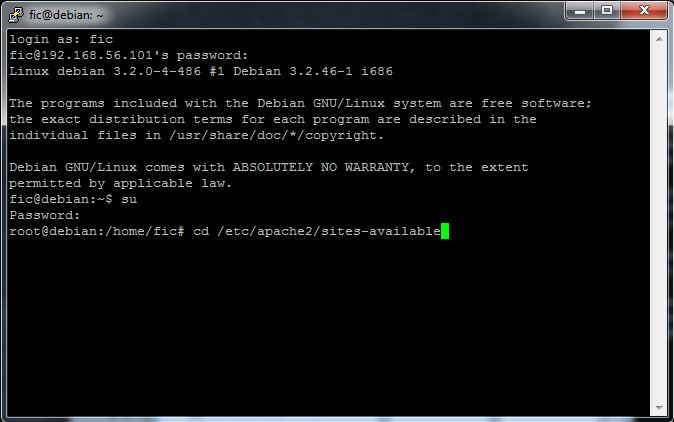 fic@debian: ~
login as: fic
fic@192.168.56.101's password:
Linux debian 3.2.0-4-486 #1 Debian 3.2.46-1 i686
The programs included with the Debian GNU/Linux system are free software;
the exact distribution terms for each program are described in the
individual files in /usr/share/doc/*/copyright.
Debian GNU/Linux comes with ABSOLUTELY NO WARRANTY, to the extent
permitted by applicable law.
fic@debian:~$ su
Password:
root@debian:/home/fic# cd /etc/apache2/sites-available